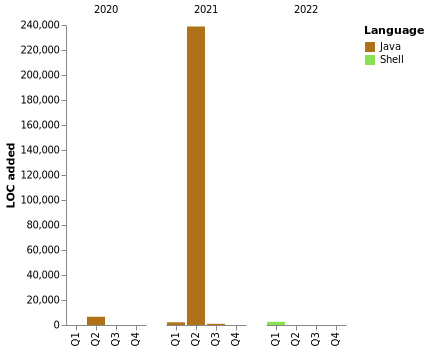 2020 2021 2022
Language
Java
Shell
LOC added
240,000
220,000
200,000
180,000
160,000
140,000
120,000
100,000
80,000
60,000
40,000
20,000
0
Q1 Q2 Q3 Q4 Q1 Q2 Q3 Q4 Q1 Q2 Q3 Q4